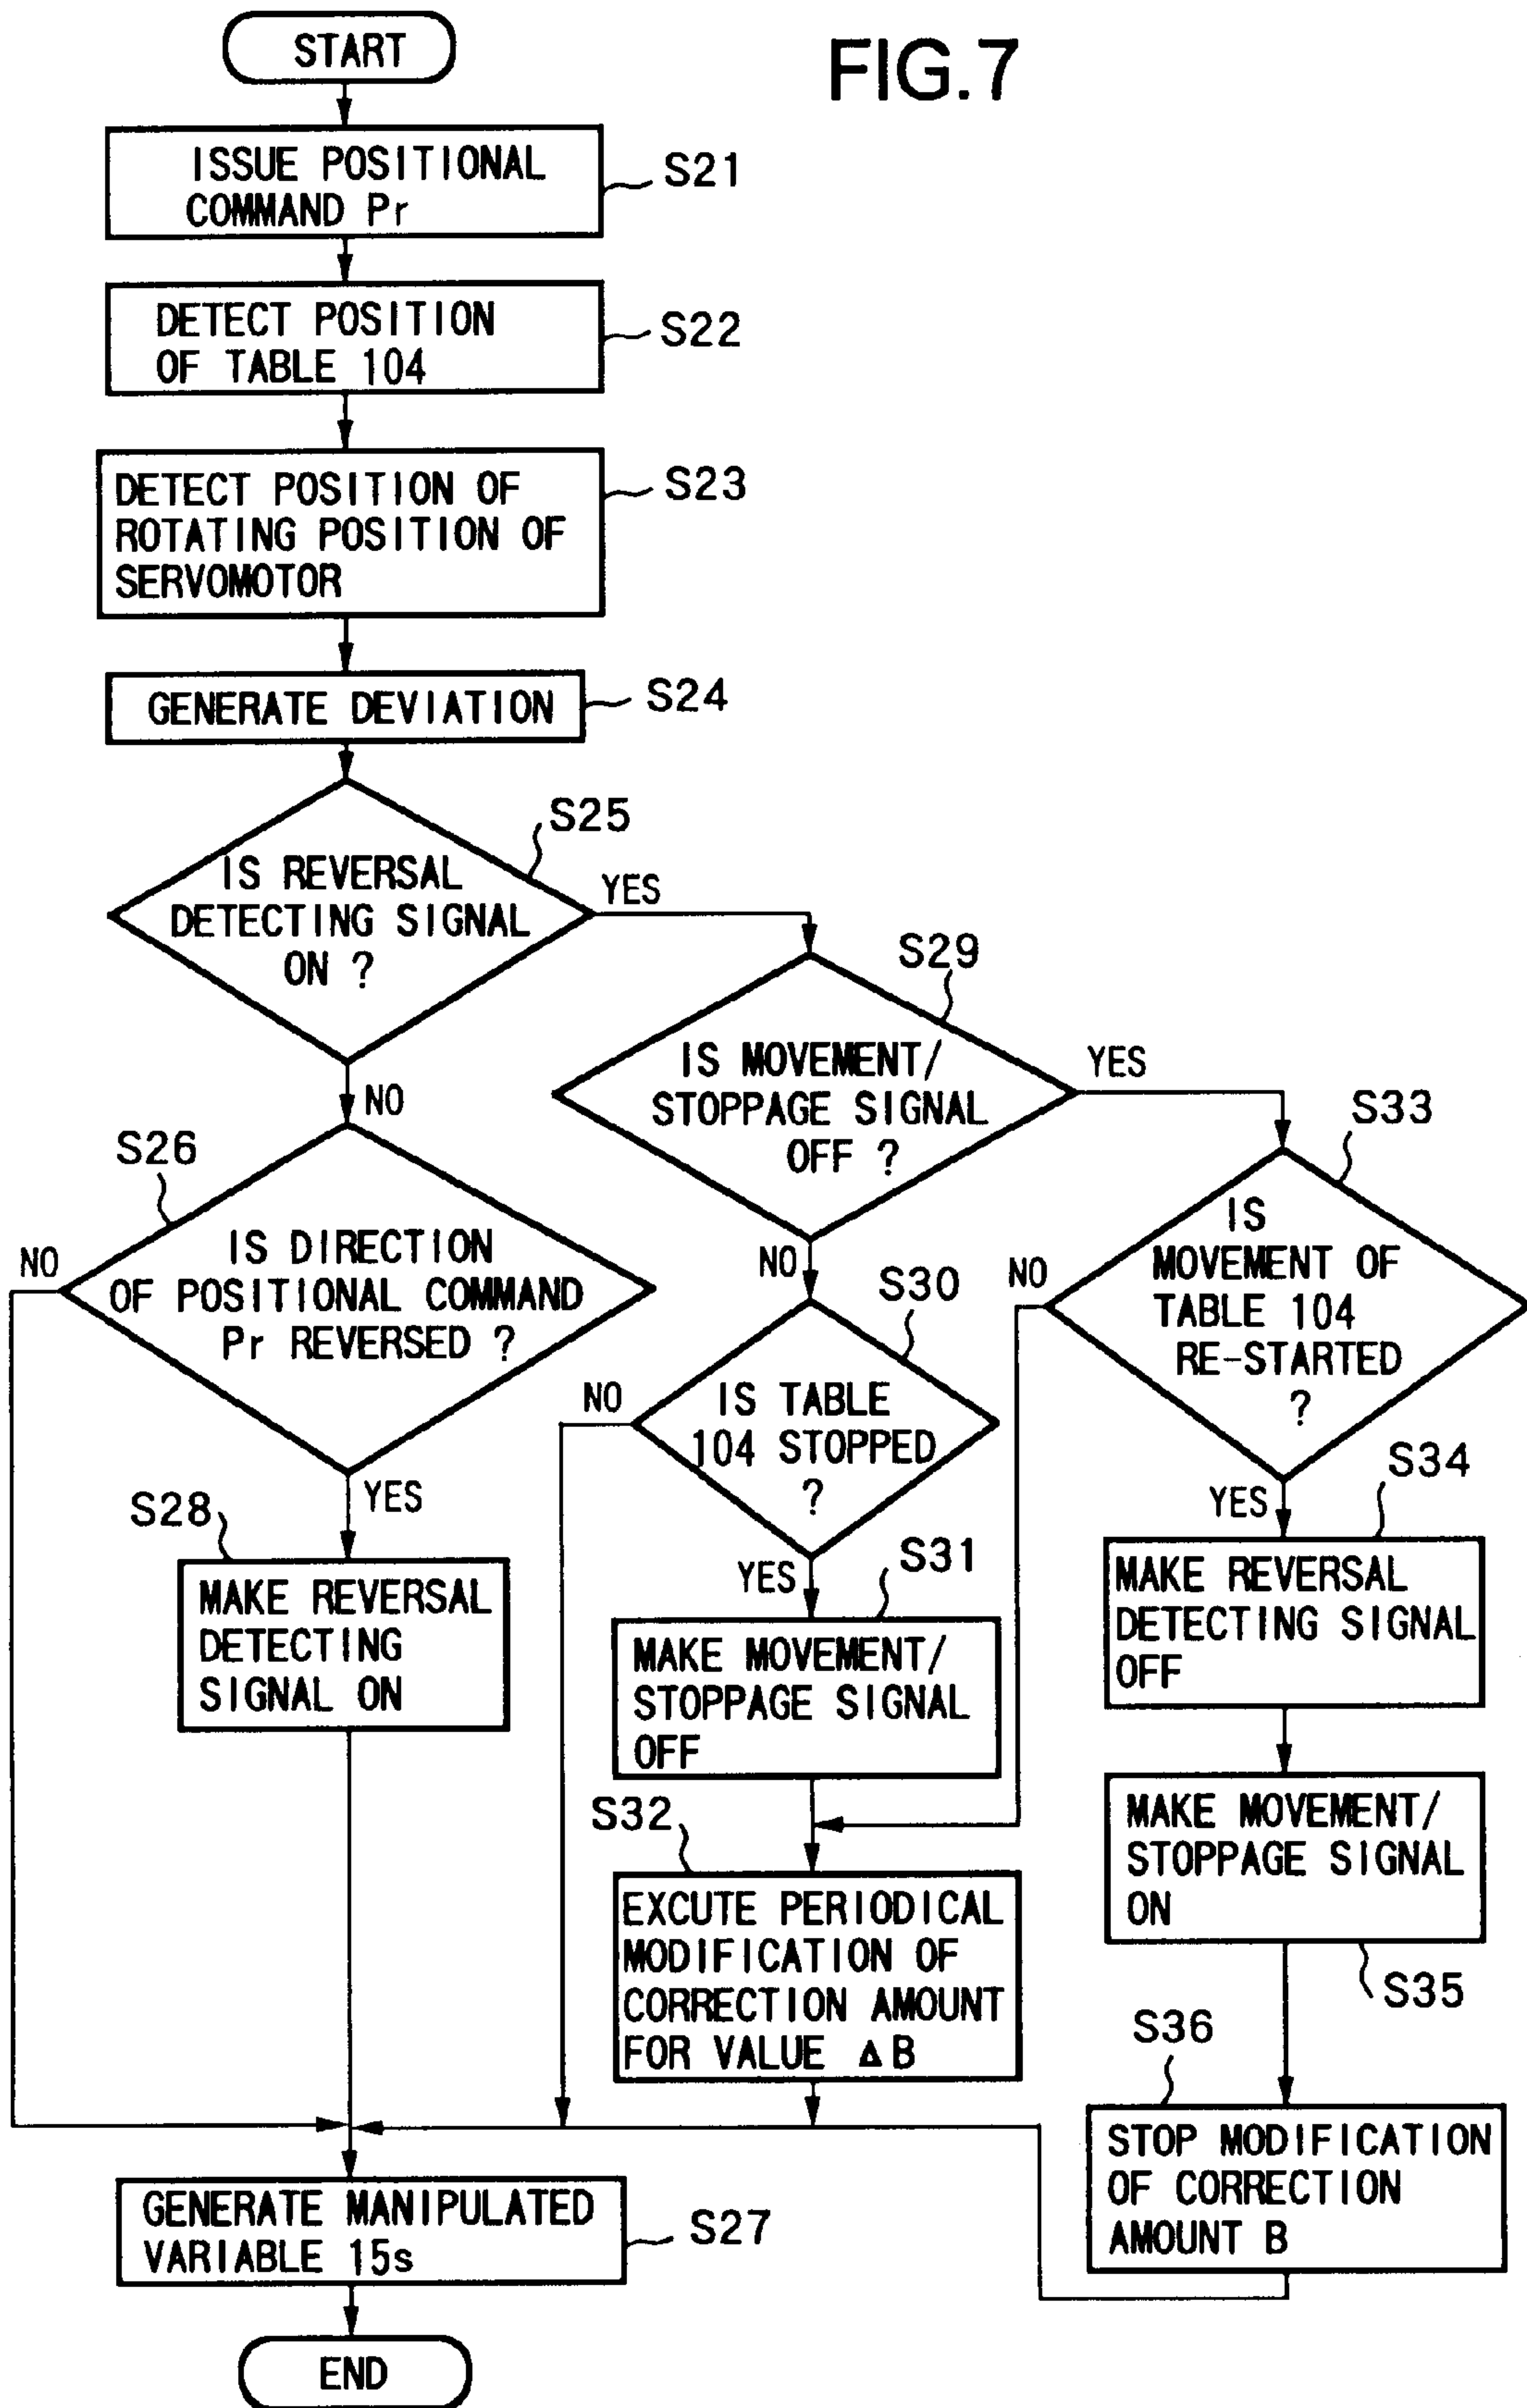 FIG.7
START
ISSUE POSITIONAL
COMMAND Pr
S21
DETECT POSITION
OF TABLE 104
S22
DETECT POSITION OF
ROTATING POSITION OF
SERVOMOTOR
S23
GENERATE DEVIATION
S24
S25
IS REVERSAL
DETECTING SIGNAL
ON ?
YES
NO
S29
IS MOVEMENT/
STOPPAGE SIGNAL
OFF ?
YES
NO
S26
IS DIRECTION
OF POSITIONAL COMMAND
Pr REVERSED ?
NO
YES
S33
IS
MOVEMENT OF
TABLE 104
RE-STARTED
?
NO
YES
S30
IS TABLE
104 STOPPED
?
NO
YES
S28
MAKE REVERSAL
DETECTING
SIGNAL ON
S31
MAKE MOVEMENT/
STOPPAGE SIGNAL
OFF
S34
MAKE REVERSAL
DETECTING SIGNAL
OFF
S32
EXCUTE PERIODICAL
MODIFICATION OF
CORRECTION AMOUNT
FOR VALUE ΔB
MAKE MOVEMENT/
STOPPAGE SIGNAL
ON
S35
S36
STOP MODIFICATION
OF CORRECTION
AMOUNT B
GENERATE MANIPULATED
VARIABLE 15s
S27
END